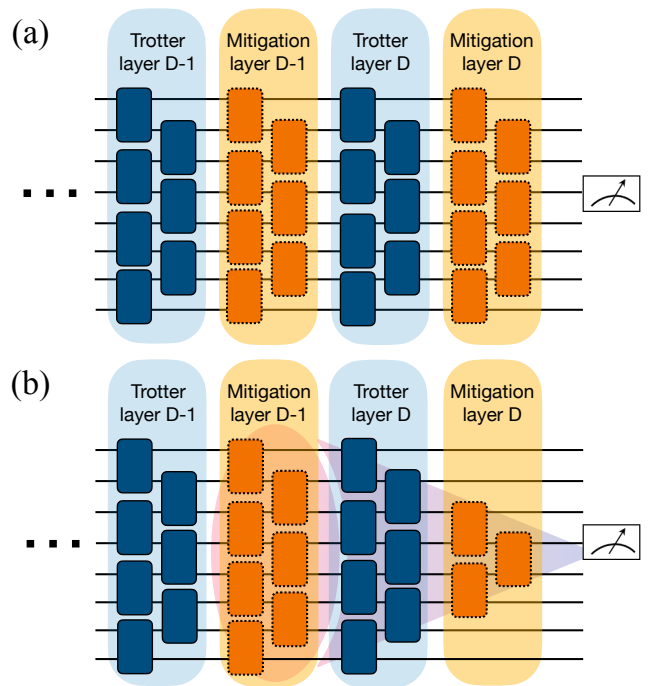 (a)
Trotter
layer D-1
Mitigation
layer D-1
Trotter
layer D
Mitigation
layer D
(b)
Trotter
layer D-1
Mitigation
layer D-1
Trotter
layer D
Mitigation
layer D